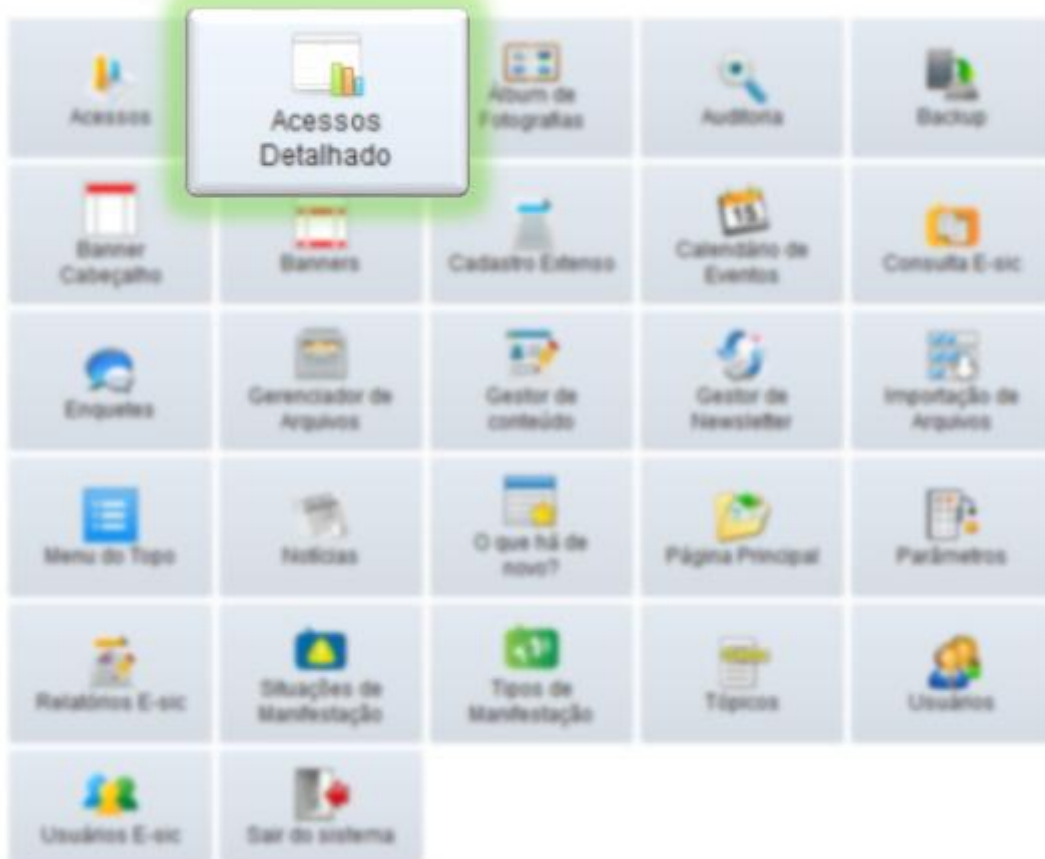 Acessos
Acessos
Detalhado
Álbum de
Fotografias
Auditoria
Backup
Banner
Cabeçalho
Banners
Cadastro Extenso
Calendário de
Eventos
15
Consulta E-sic
Enquetes
Gerenciador de
Arquivos
Gestor de
conteúdo
Gestor de
Newsletter
Importação de
Arquivos
Menu do Topo
Notícias
O que há de
novo?
Página Principal
Parâmetros
Relatórios E-sic
Situações de
Manifestação
Tipos de
Manifestação
Tópicos
Usuários
Usuários E-sic
Sair do sistema